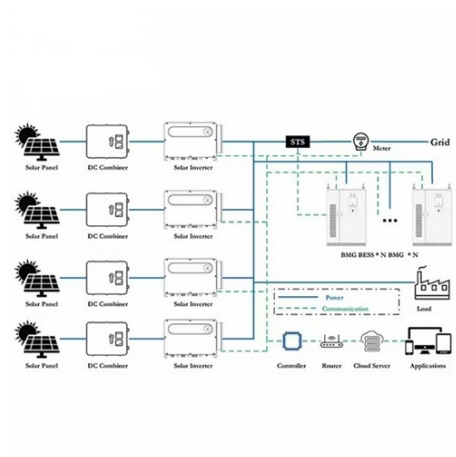 STS
Meter
Grid
Solar Panel
DC Combiner
Solar Inverter
BMG BESS * N BMG * N
Solar Panel
DC Combiner
Solar Inverter
Solar Panel
DC Combiner
Solar Inverter
Power
Communication
Load
Solar Panel
DC Combiner
Solar Inverter
Controller
Router
Cloud Server
Applications